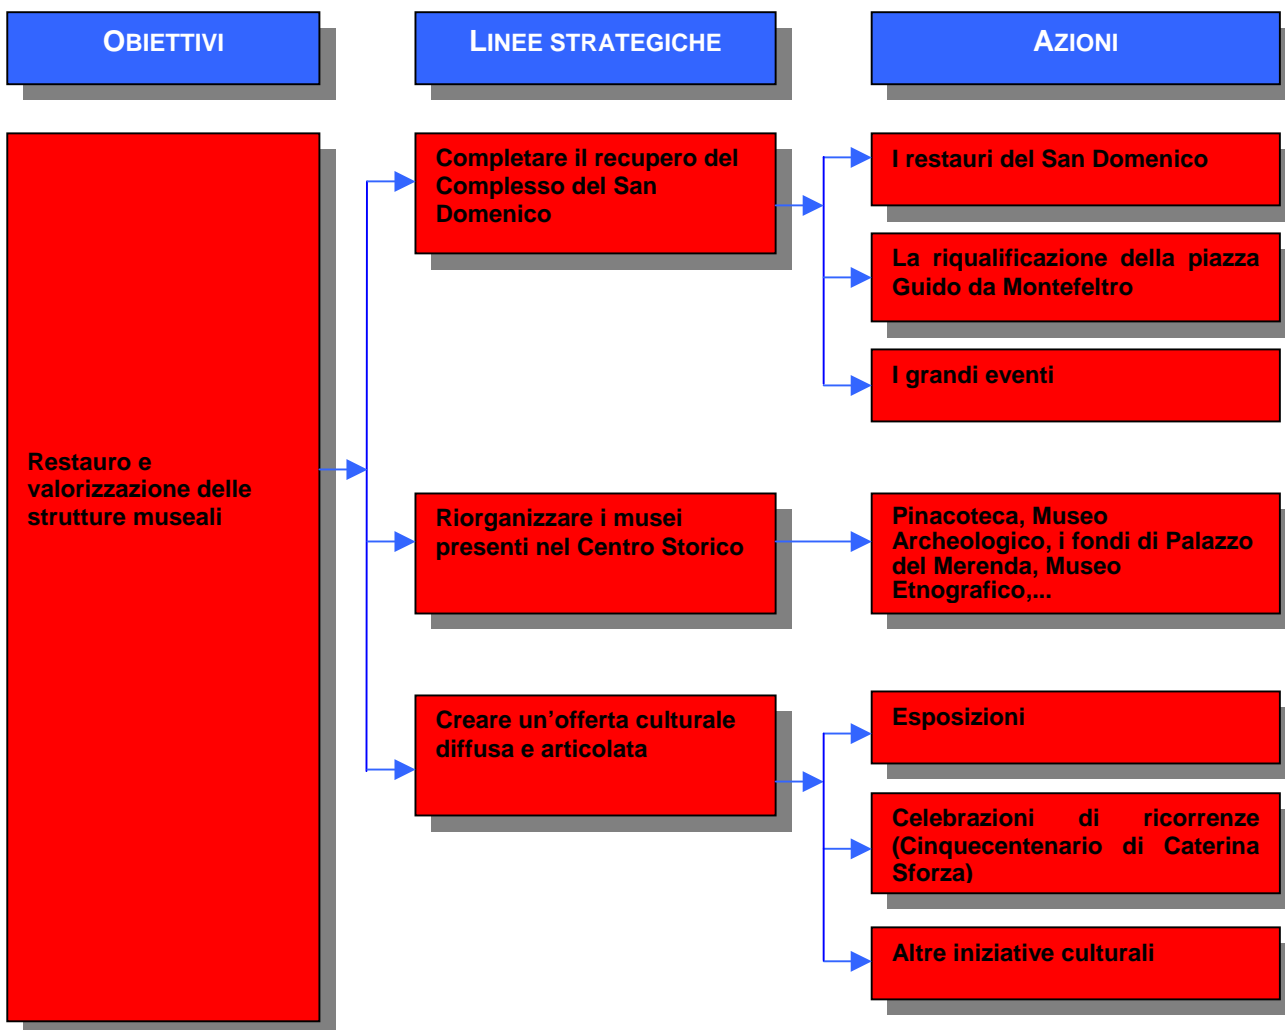 OBIETTIVI
LINEE STRATEGICHE
AZIONI
Restauro e
valorizzazione delle
strutture museali
Completare il recupero del
Complesso del San
Domenico
I restauri del San Domenico
La riqualificazione della piazza
Guido da Montefeltro
I grandi eventi
Riorganizzare i musei
presenti nel Centro Storico
Pinacoteca, Museo
Archeologico, i fondi di Palazzo
del Merenda, Museo
Etnografico,...
Creare un’offerta culturale
diffusa e articolata
Esposizioni
Celebrazioni di ricorrenze
(Cinquecentenario di Caterina
Sforza)
Altre iniziative culturali